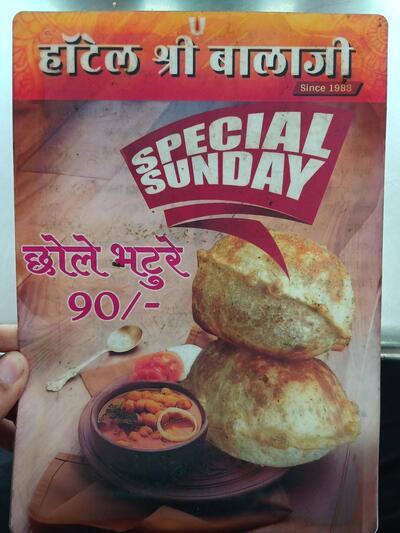 हॉटेल श्री बालाजी
Since 1988
SPECIAL
SUNDAY
छोले भटुरे
90/-